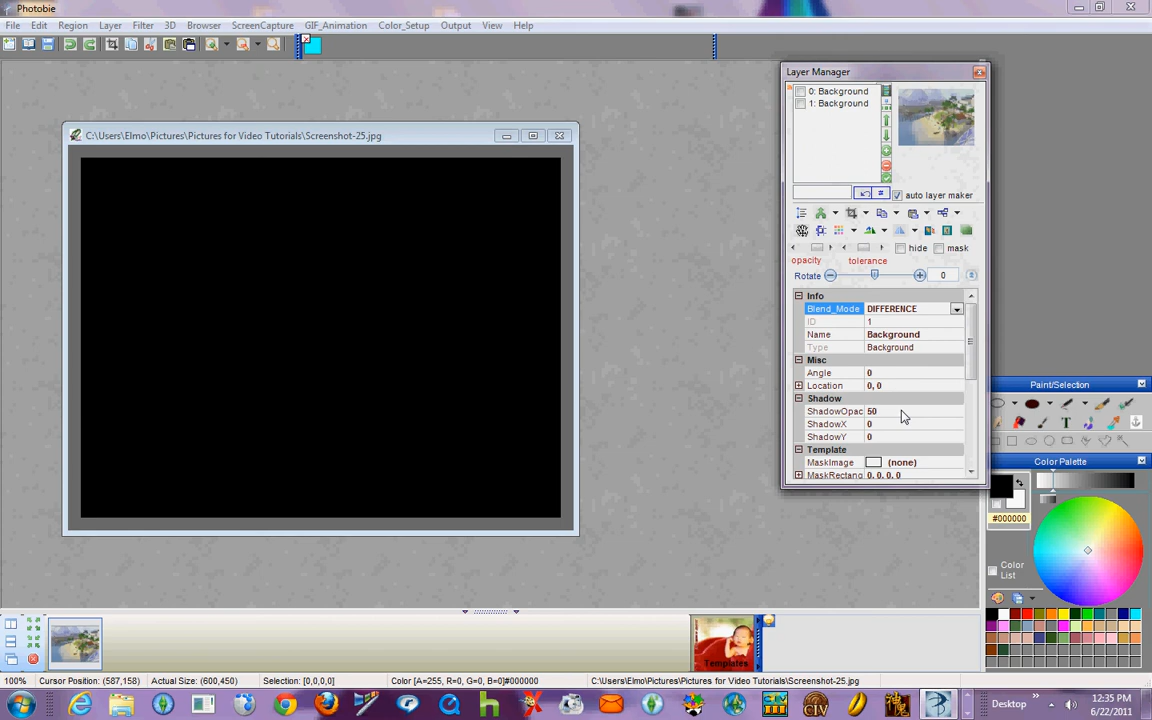 Photobie
File Edit Region Layer Filter 3D Browser ScreenCapture GIF_Animation Color_Setup Output View Help
Layer Manager
0: Background
1: Background
C:\Users\Elmo\Pictures\Pictures for Video Tutorials\Screenshot-25.jpg
# auto layer maker
hide mask
opacity tolerance
Rotate 0
Info
Blend_Mode DIFFERENCE
ID 1
Name Background
Type Background
Misc
Angle 0
Location 0, 0
Shadow
ShadowOpac 50
ShadowX 0
ShadowY 0
Template
MaskImage (none)
MaskRectang 0, 0, 0, 0
Paint/Selection
T
Color Palette
#000000
Color
List
Templates
100% Cursor Position: (587,158) Actual Size: (600,450) Selection: [0,0,0,0] Color [A=255, R=0, G=0, B=0]#000000 C:\Users\Elmo\Pictures\Pictures for Video Tutorials\Screenshot-25.jpg
CIV
Desktop
12:35 PM
6/22/2011